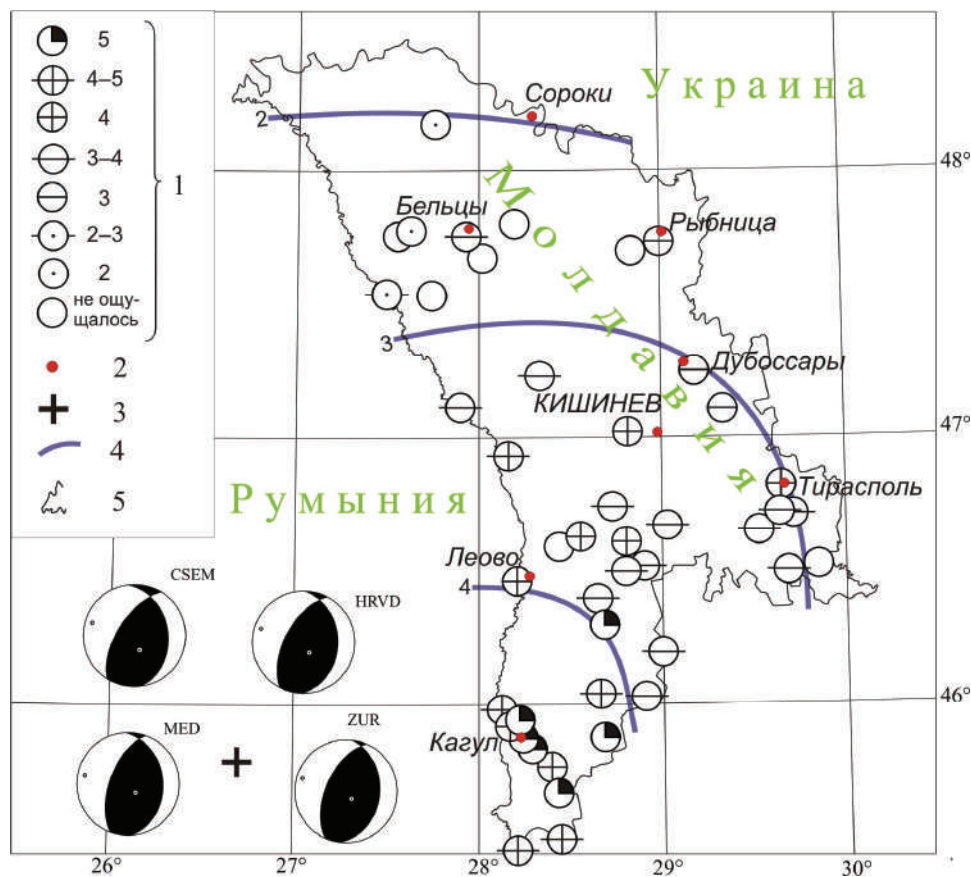 5
4–5
4
3–4
3
2–3
2
не ощу-
щалось
1
2
3
4
5
Украина
Сороки
2
48°
Молдавия
Бельцы
Рыбница
3
Дубоссары
КИШИНЕВ
47°
Румыния
Тирасполь
Леово
4
CSEM
HRVD
46°
MED
ZUR
Кагул
26°
27°
28°
29°
30°